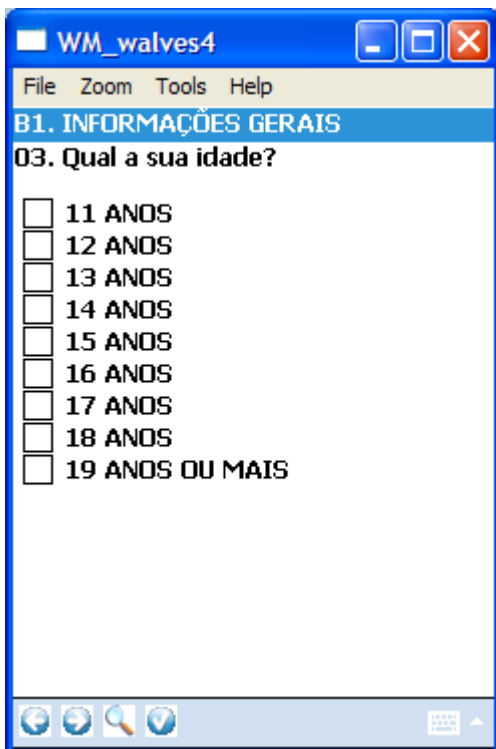 WM_walves4
File Zoom Tools Help
B1. INFORMAÇÕES GERAIS
03. Qual a sua idade?
11 ANOS
12 ANOS
13 ANOS
14 ANOS
15 ANOS
16 ANOS
17 ANOS
18 ANOS
19 ANOS OU MAIS